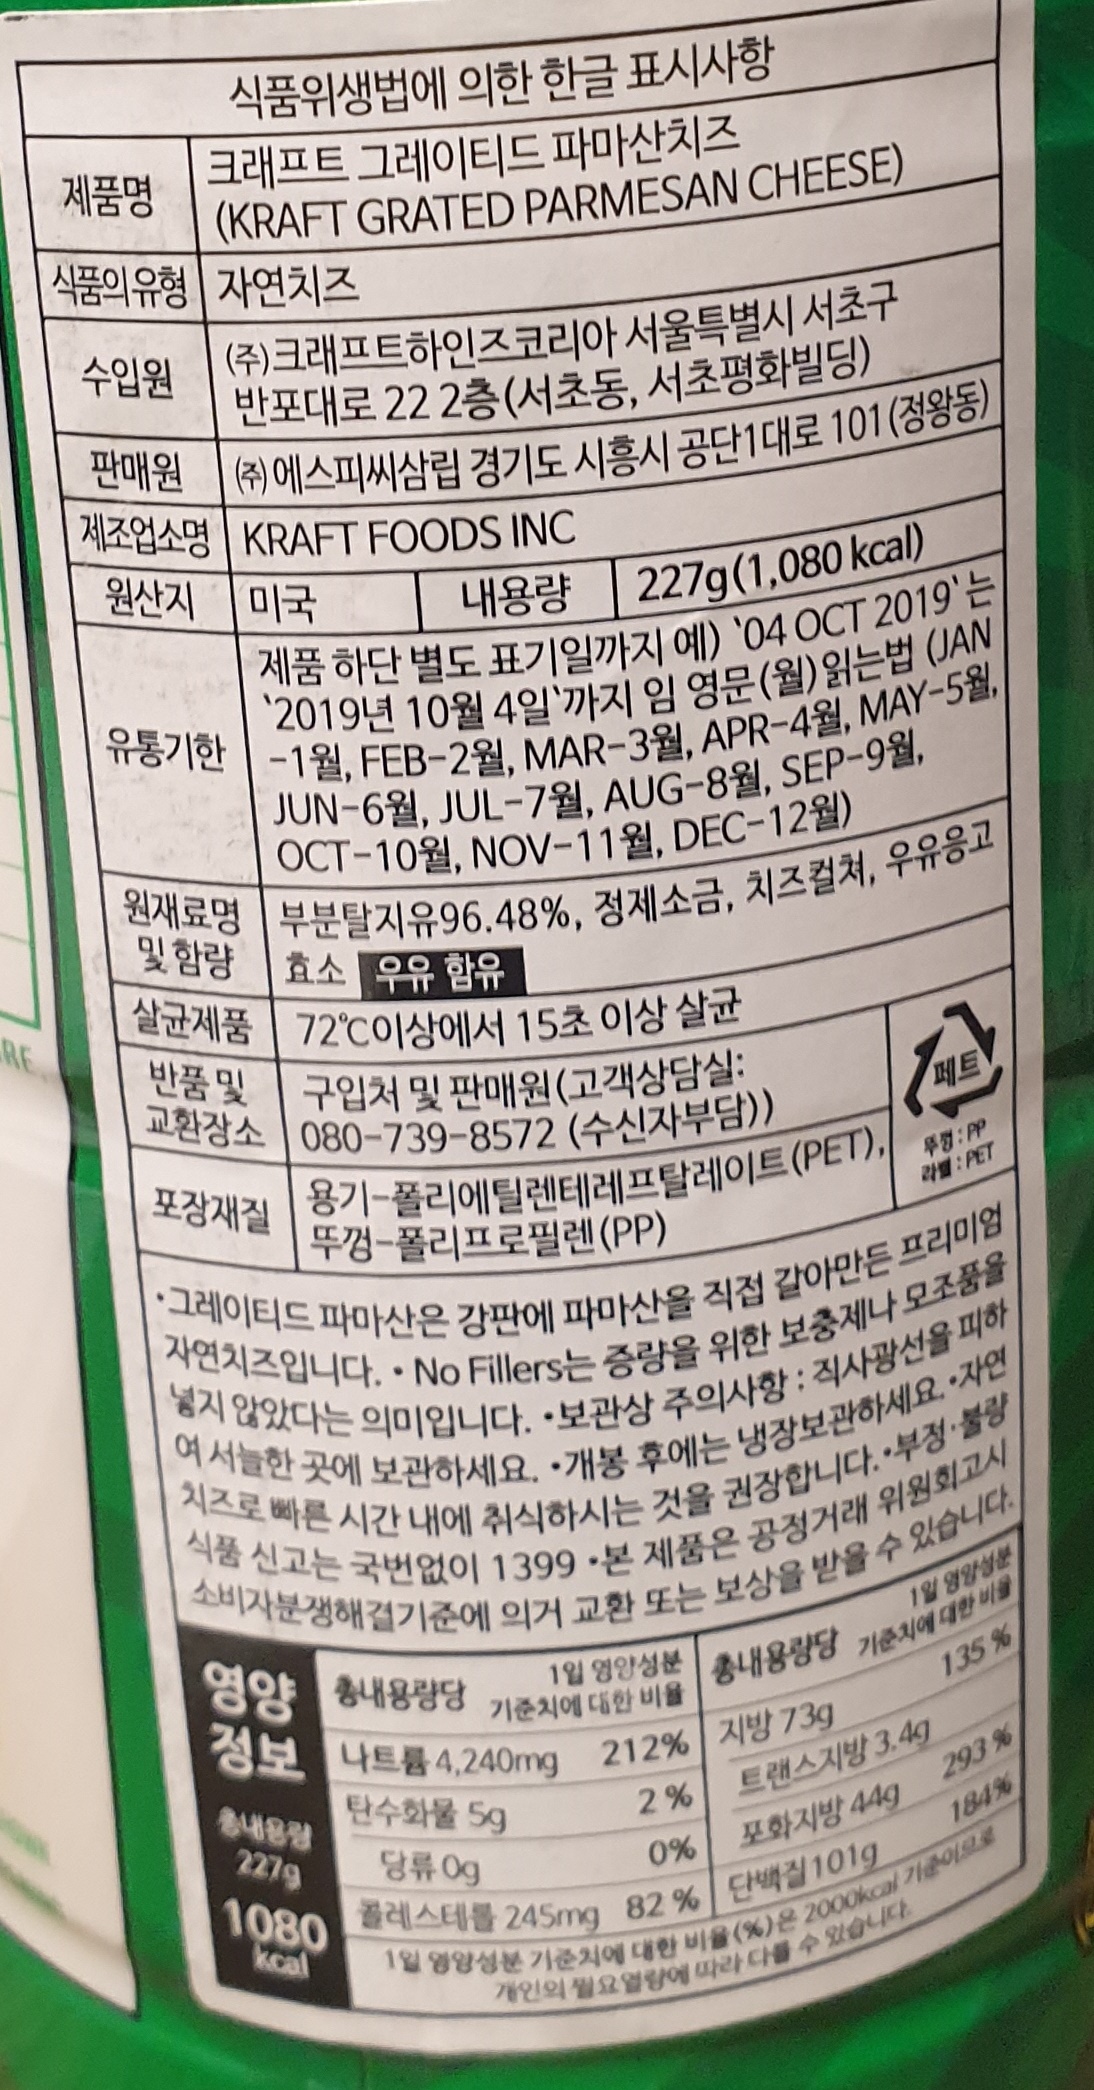 식품위생법에 의한 한글 표시사항
제품명
크래프트 그레이티드 파마산치즈
(KRAFT GRATED PARMESAN CHEESE)
식품의유형 자연치즈
수입원
(주)크래프트하인즈코리아 서울특별시 서초구
반포대로 22 2층(서초동, 서초평화빌딩)
판매원 (주)에스피씨삼립 경기도 시흥시 공단1대로 101(정왕동)
제조업소명 KRAFT FOODS INC
원산지 미국 내용량 227g(1,080 kcal)
유통기한
제품 하단 별도 표기일까지 예) '04 OCT 2019'는
'2019년 10월 4일'까지 임 영문(월)읽는법 (JAN
-1월, FEB-2월, MAR-3월, APR-4월, MAY-5월,
JUN-6월, JUL-7월, AUG-8월, SEP-9월,
OCT-10월, NOV-11월, DEC-12월)
원재료명
및 함량
부분탈지유96.48%, 정제소금, 치즈컬쳐, 우유응고
효소 우유 함유
살균제품 72℃이상에서 15초 이상 살균
반품 및
교환장소
구입처 및 판매원(고객상담실:
080-739-8572 (수신자부담))
페트
뚜껑:PP
라벨:PET
포장재질
용기-폴리에틸렌테레프탈레이트(PET),
뚜껑-폴리프로필렌(PP)
•그레이티드 파마산은 강판에 파마산을 직접 갈아만든 프리미엄
자연치즈입니다. • No Fillers는 증량을 위한 보충제나 모조품을
넣지 않았다는 의미입니다. •보관상 주의사항 : 직사광선을 피하
여 서늘한 곳에 보관하세요. •개봉 후에는 냉장보관하세요.•자연
치즈로 빠른 시간 내에 취식하시는 것을 권장합니다.•부정·불량
식품 신고는 국번없이 1399 •본 제품은 공정거래 위원회고시
소비자분쟁해결기준에 의거 교환 또는 보상을 받을 수 있습니다.
영양
정보
총내용량
227g
1080
kcal
총내용량당 1일 영양성분
기준치에 대한 비율
나트륨 4,240mg 212%
탄수화물 5g 2 %
당류 0g 0%
콜레스테롤 245mg 82 %
총내용량당 1일 영양성분
기준치에 대한 비율
지방 73g 135 %
트랜스지방 3.4g
포화지방 44g 293 %
단백질 101g 184%
1일 영양성분 기준치에 대한 비율(%)은 2000kcal 기준이므로
개인의 필요열량에 따라 다를 수 있습니다.